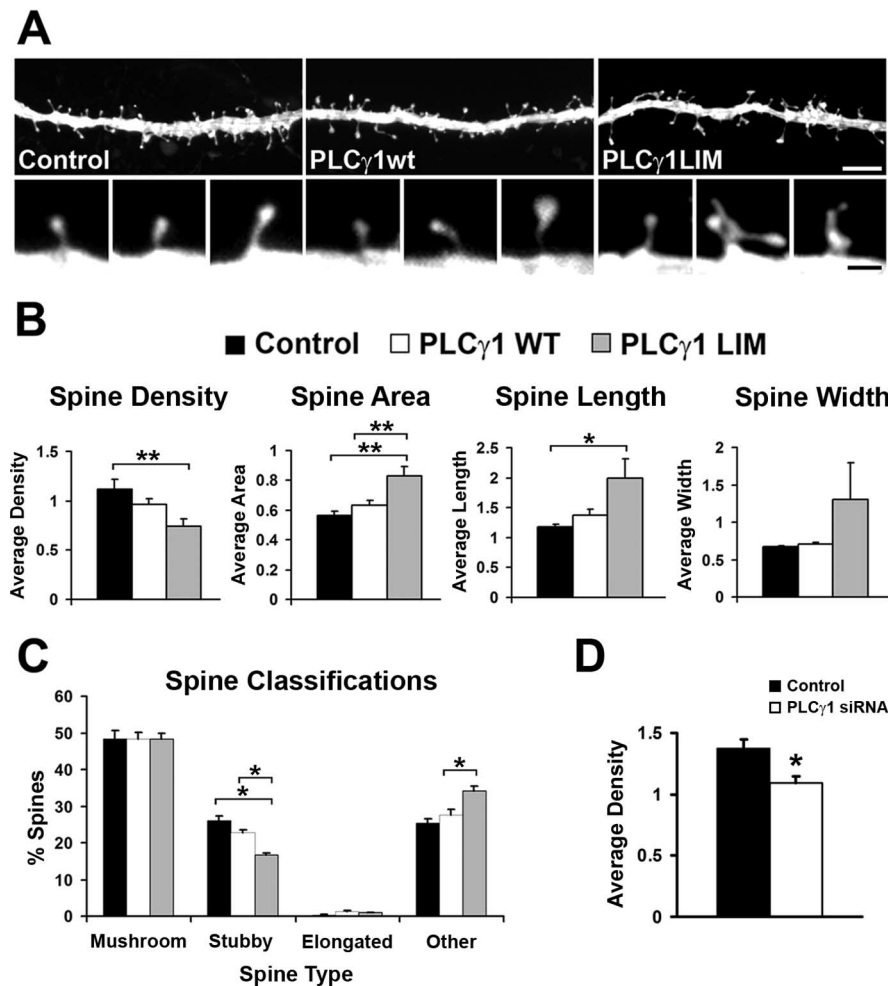 A
Control
PLCγ1wt
PLCγ1LIM
B
Control PLCγ1 WT PLCγ1 LIM
Spine Density
Average Density
1.5
1
0.5
0
**
Spine Area
Average Area
1
0.8
0.6
0.4
0.2
0
**
**
Spine Length
Average Length
2.5
2
1.5
1
0.5
0
*
Spine Width
Average Width
2
1.5
1
0.5
0
C
Spine Classifications
% Spines
60
50
40
30
20
10
0
*
*
*
Mushroom Stubby Elongated Other
Spine Type
D
Control
PLCγ1 siRNA
Average Density
1.5
1
0.5
0
*